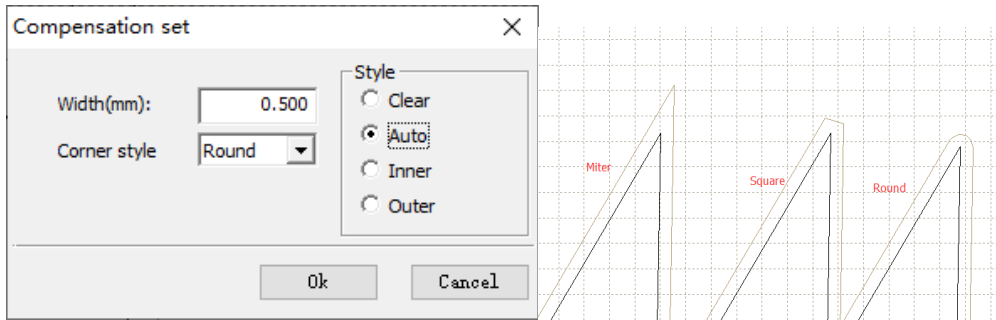 Compensation set
Style
Width(mm):
0.500
Clear
Auto
Corner style
Round
Inner
Outer
Ok
Cancel
Miter
Square
Round